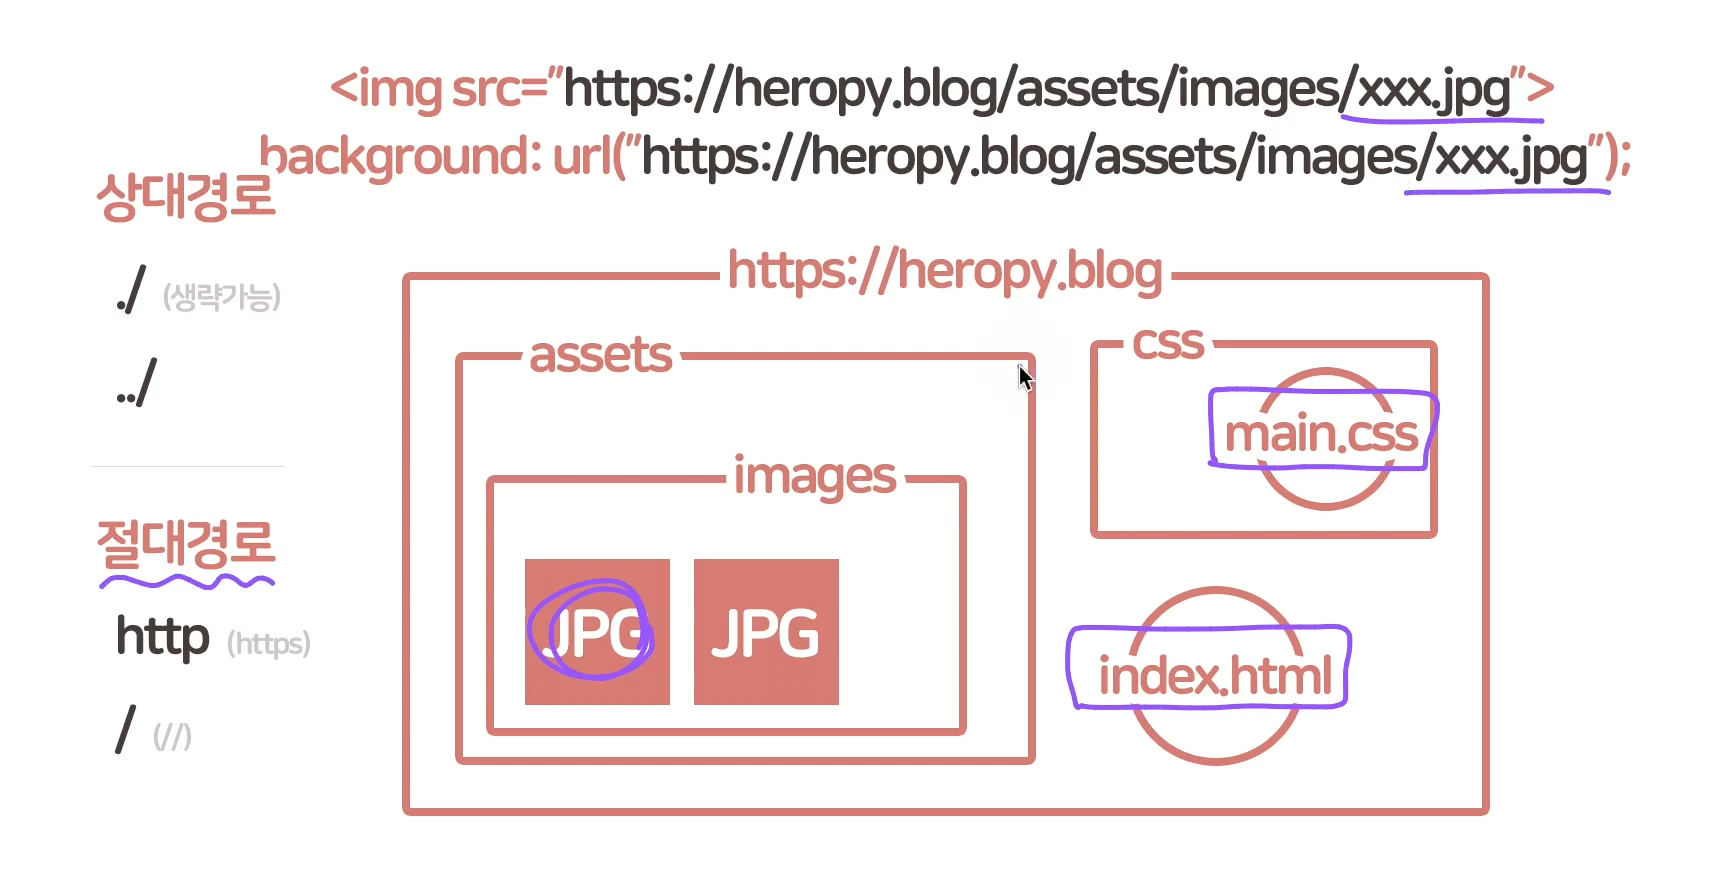 <img src="https://heropy.blog/assets/images/xxx.jpg">
background: url("https://heropy.blog/assets/images/xxx.jpg");
상대경로
./ (생략가능)
../
절대경로
http (https)
/ (//)
https://heropy.blog
assets
images
JPG JPG
css
main.css
index.html